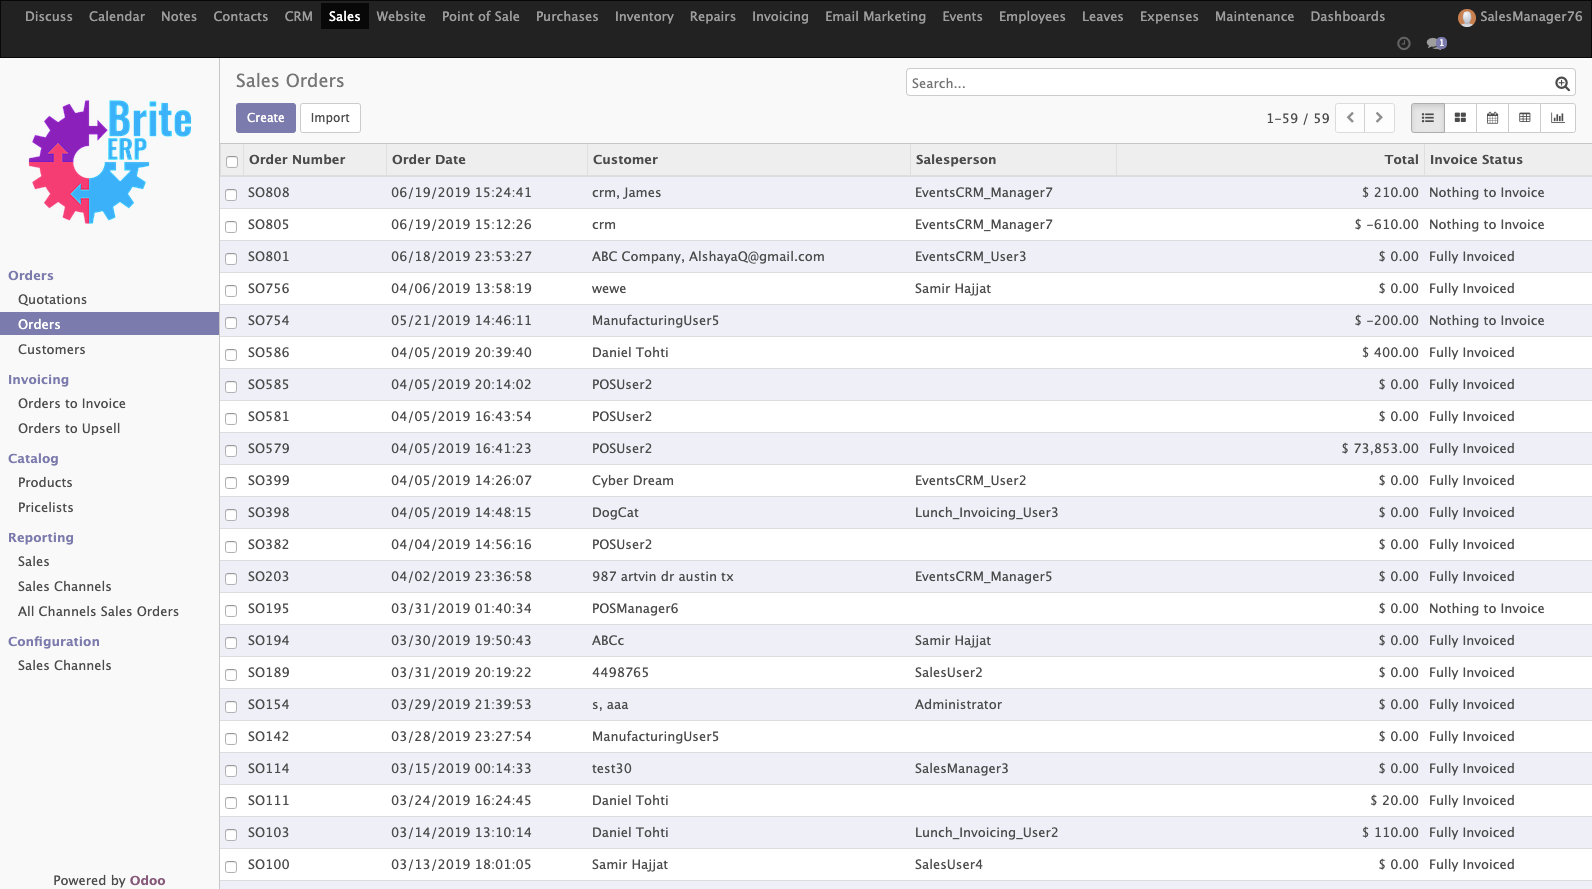 Discuss Calendar Notes Contacts CRM Sales Website Point of Sale Purchases Inventory Repairs Invoicing Email Marketing Events Employees Leaves Expenses Maintenance Dashboards SalesManager76
1
Brite
ERP
Orders
Quotations
Orders
Customers
Invoicing
Orders to Invoice
Orders to Upsell
Catalog
Products
Pricelists
Reporting
Sales
Sales Channels
All Channels Sales Orders
Configuration
Sales Channels
Powered by Odoo
Sales Orders
Search...
Create Import 1-59 / 59
Order Number Order Date Customer Salesperson Total Invoice Status
SO808 06/19/2019 15:24:41 crm, James EventsCRM_Manager7 $ 210.00 Nothing to Invoice
SO805 06/19/2019 15:12:26 crm EventsCRM_Manager7 $ -610.00 Nothing to Invoice
SO801 06/18/2019 23:53:27 ABC Company, AlshayaQ@gmail.com EventsCRM_User3 $ 0.00 Fully Invoiced
SO756 04/06/2019 13:58:19 wewe Samir Hajjat $ 0.00 Fully Invoiced
SO754 05/21/2019 14:46:11 ManufacturingUser5 $ -200.00 Nothing to Invoice
SO586 04/05/2019 20:39:40 Daniel Tohti $ 400.00 Fully Invoiced
SO585 04/05/2019 20:14:02 POSUser2 $ 0.00 Fully Invoiced
SO581 04/05/2019 16:43:54 POSUser2 $ 0.00 Fully Invoiced
SO579 04/05/2019 16:41:23 POSUser2 $ 73,853.00 Fully Invoiced
SO399 04/05/2019 14:26:07 Cyber Dream EventsCRM_User2 $ 0.00 Fully Invoiced
SO398 04/05/2019 14:48:15 DogCat Lunch_Invoicing_User3 $ 0.00 Fully Invoiced
SO382 04/04/2019 14:56:16 POSUser2 $ 0.00 Fully Invoiced
SO203 04/02/2019 23:36:58 987 artvin dr austin tx EventsCRM_Manager5 $ 0.00 Fully Invoiced
SO195 03/31/2019 01:40:34 POSManager6 $ 0.00 Nothing to Invoice
SO194 03/30/2019 19:50:43 ABCc Samir Hajjat $ 0.00 Fully Invoiced
SO189 03/31/2019 20:19:22 4498765 SalesUser2 $ 0.00 Fully Invoiced
SO154 03/29/2019 21:39:53 s, aaa Administrator $ 0.00 Fully Invoiced
SO142 03/28/2019 23:27:54 ManufacturingUser5 $ 0.00 Fully Invoiced
SO114 03/15/2019 00:14:33 test30 SalesManager3 $ 0.00 Fully Invoiced
SO111 03/24/2019 16:24:45 Daniel Tohti $ 20.00 Fully Invoiced
SO103 03/14/2019 13:10:14 Daniel Tohti Lunch_Invoicing_User2 $ 110.00 Fully Invoiced
SO100 03/13/2019 18:01:05 Samir Hajjat SalesUser4 $ 0.00 Fully Invoiced